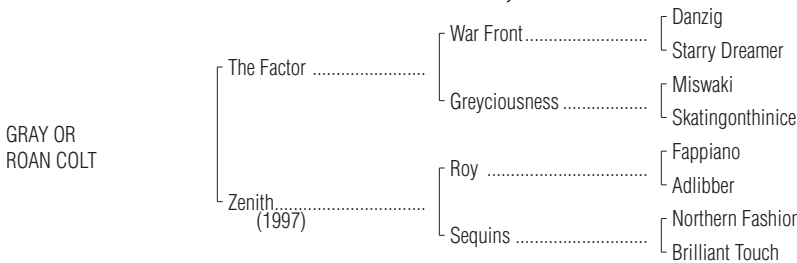 Danzig
War Front..........................
Starry Dreamer
The Factor ........................
Miswaki
Greyciousness ..................
Skatingonthinice
GRAY OR
ROAN COLT
Fappiano
Roy ..................................
Adlibber
Zenith................................
(1997)
Northern Fashion
Sequins ............................
Brilliant Touch